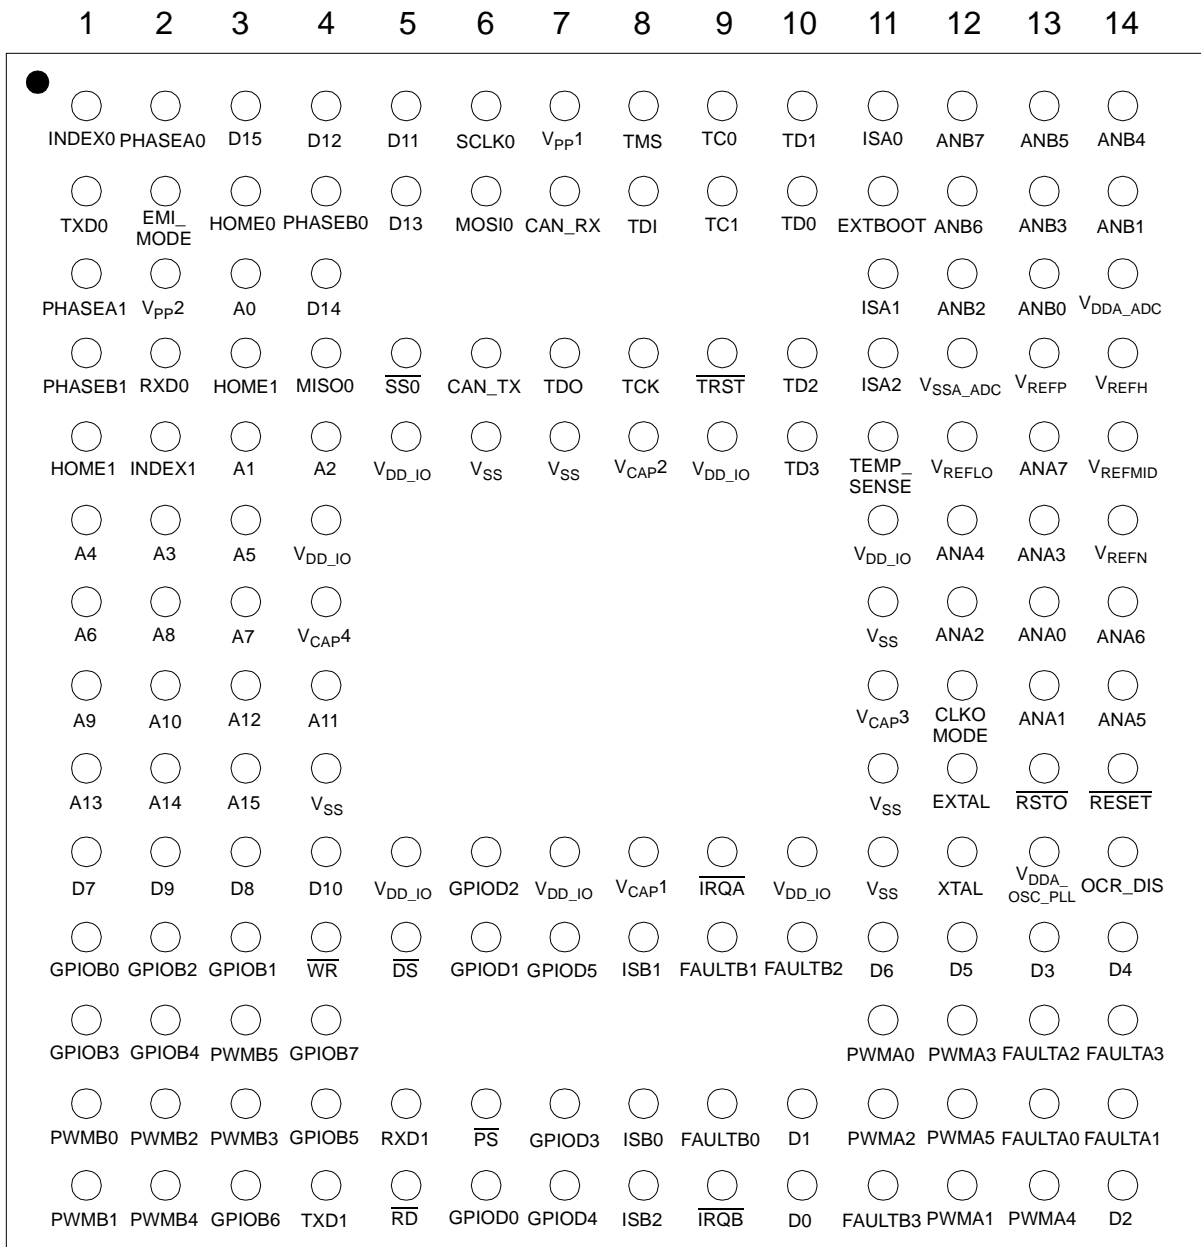 1 2 3 4 5 6 7 8 9 10 11 12 13 14
INDEX0 PHASEA0 D15 D12 D11 SCLK0 VPP1 TMS TC0 TD1 ISA0 ANB7 ANB5 ANB4
TXD0 EMI_ HOME0 PHASEB0 D13 MOSI0 CAN_RX TDI TC1 TD0 EXTBOOT ANB6 ANB3 ANB1
MODE
PHASEA1 VPP2 A0 D14 ISA1 ANB2 ANB0 VDDA_ADC
PHASEB1 RXD0 HOME1 MISO0 SS0 CAN_TX TDO TCK TRST TD2 ISA2 VSSA_ADC VREFP VREFH
HOME1 INDEX1 A1 A2 VDD_IO VSS VSS VCAP2 VDD_IO TD3 TEMP_ VREFLO ANA7 VREFMID
SENSE
A4 A3 A5 VDD_IO VDD_IO ANA4 ANA3 VREFN
A6 A8 A7 VCAP4 VSS ANA2 ANA0 ANA6
A9 A10 A12 A11 VCAP3 CLKO ANA1 ANA5
MODE
A13 A14 A15 VSS VSS EXTAL RSTO RESET
D7 D9 D8 D10 VDD_IO GPIOD2 VDD_IO VCAP1 IRQA VDD_IO VSS XTAL VDDA_ OCR_DIS
OSC_PLL
GPIOB0 GPIOB2 GPIOB1 WR DS GPIOD1 GPIOD5 ISB1 FAULTB1 FAULTB2 D6 D5 D3 D4
GPIOB3 GPIOB4 PWMB5 GPIOB7 PWMA0 PWMA3 FAULTA2 FAULTA3
PWMB0 PWMB2 PWMB3 GPIOB5 RXD1 PS GPIOD3 ISB0 FAULTB0 D1 PWMA2 PWMA5 FAULTA0 FAULTA1
PWMB1 PWMB4 GPIOB6 TXD1 RD GPIOD0 GPIOD4 ISB2 IRQB D0 FAULTB3 PWMA1 PWMA4 D2